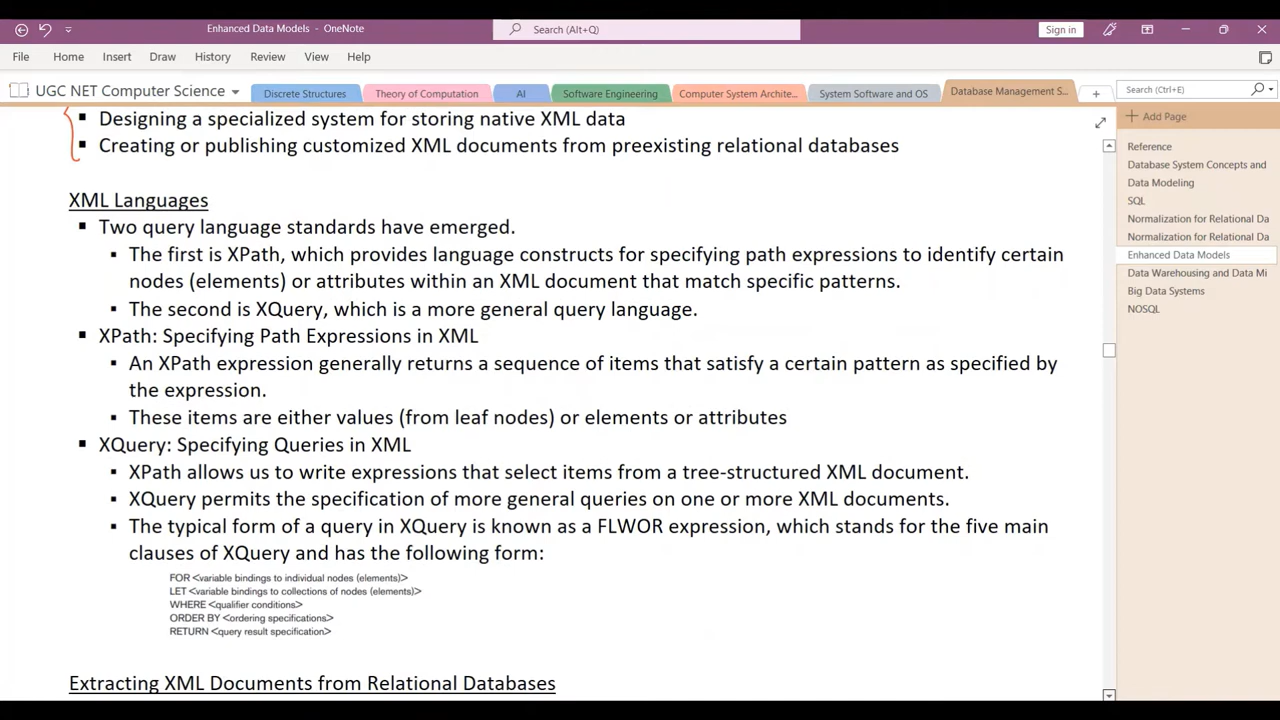 Enhanced Data Models - OneNote
Search (Alt+Q)
Sign in
File Home Insert Draw History Review View Help
UGC NET Computer Science
Discrete Structures
Theory of Computation
AI
Software Engineering
Computer System Archite...
System Software and OS
Database Management S...
Search (Ctrl+E)
▪ Designing a specialized system for storing native XML data
▪ Creating or publishing customized XML documents from preexisting relational databases
XML Languages
▪ Two query language standards have emerged.
▪ The first is XPath, which provides language constructs for specifying path expressions to identify certain
nodes (elements) or attributes within an XML document that match specific patterns.
▪ The second is XQuery, which is a more general query language.
▪ XPath: Specifying Path Expressions in XML
▪ An XPath expression generally returns a sequence of items that satisfy a certain pattern as specified by
the expression.
▪ These items are either values (from leaf nodes) or elements or attributes
▪ XQuery: Specifying Queries in XML
▪ XPath allows us to write expressions that select items from a tree-structured XML document.
▪ XQuery permits the specification of more general queries on one or more XML documents.
▪ The typical form of a query in XQuery is known as a FLWOR expression, which stands for the five main
clauses of XQuery and has the following form:
FOR <variable bindings to individual nodes (elements)>
LET <variable bindings to collections of nodes (elements)>
WHERE <qualifier conditions>
ORDER BY <ordering specifications>
RETURN <query result specification>
Extracting XML Documents from Relational Databases
Add Page
Reference
Database System Concepts and
Data Modeling
SQL
Normalization for Relational Da
Normalization for Relational Da
Enhanced Data Models
Data Warehousing and Data Mi
Big Data Systems
NOSQL